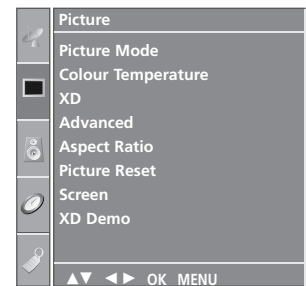 Picture
Picture Mode
Colour Temperature
XD
Advanced
Aspect Ratio
Picture Reset
Screen
XD Demo
▲▼ ◄► OK MENU